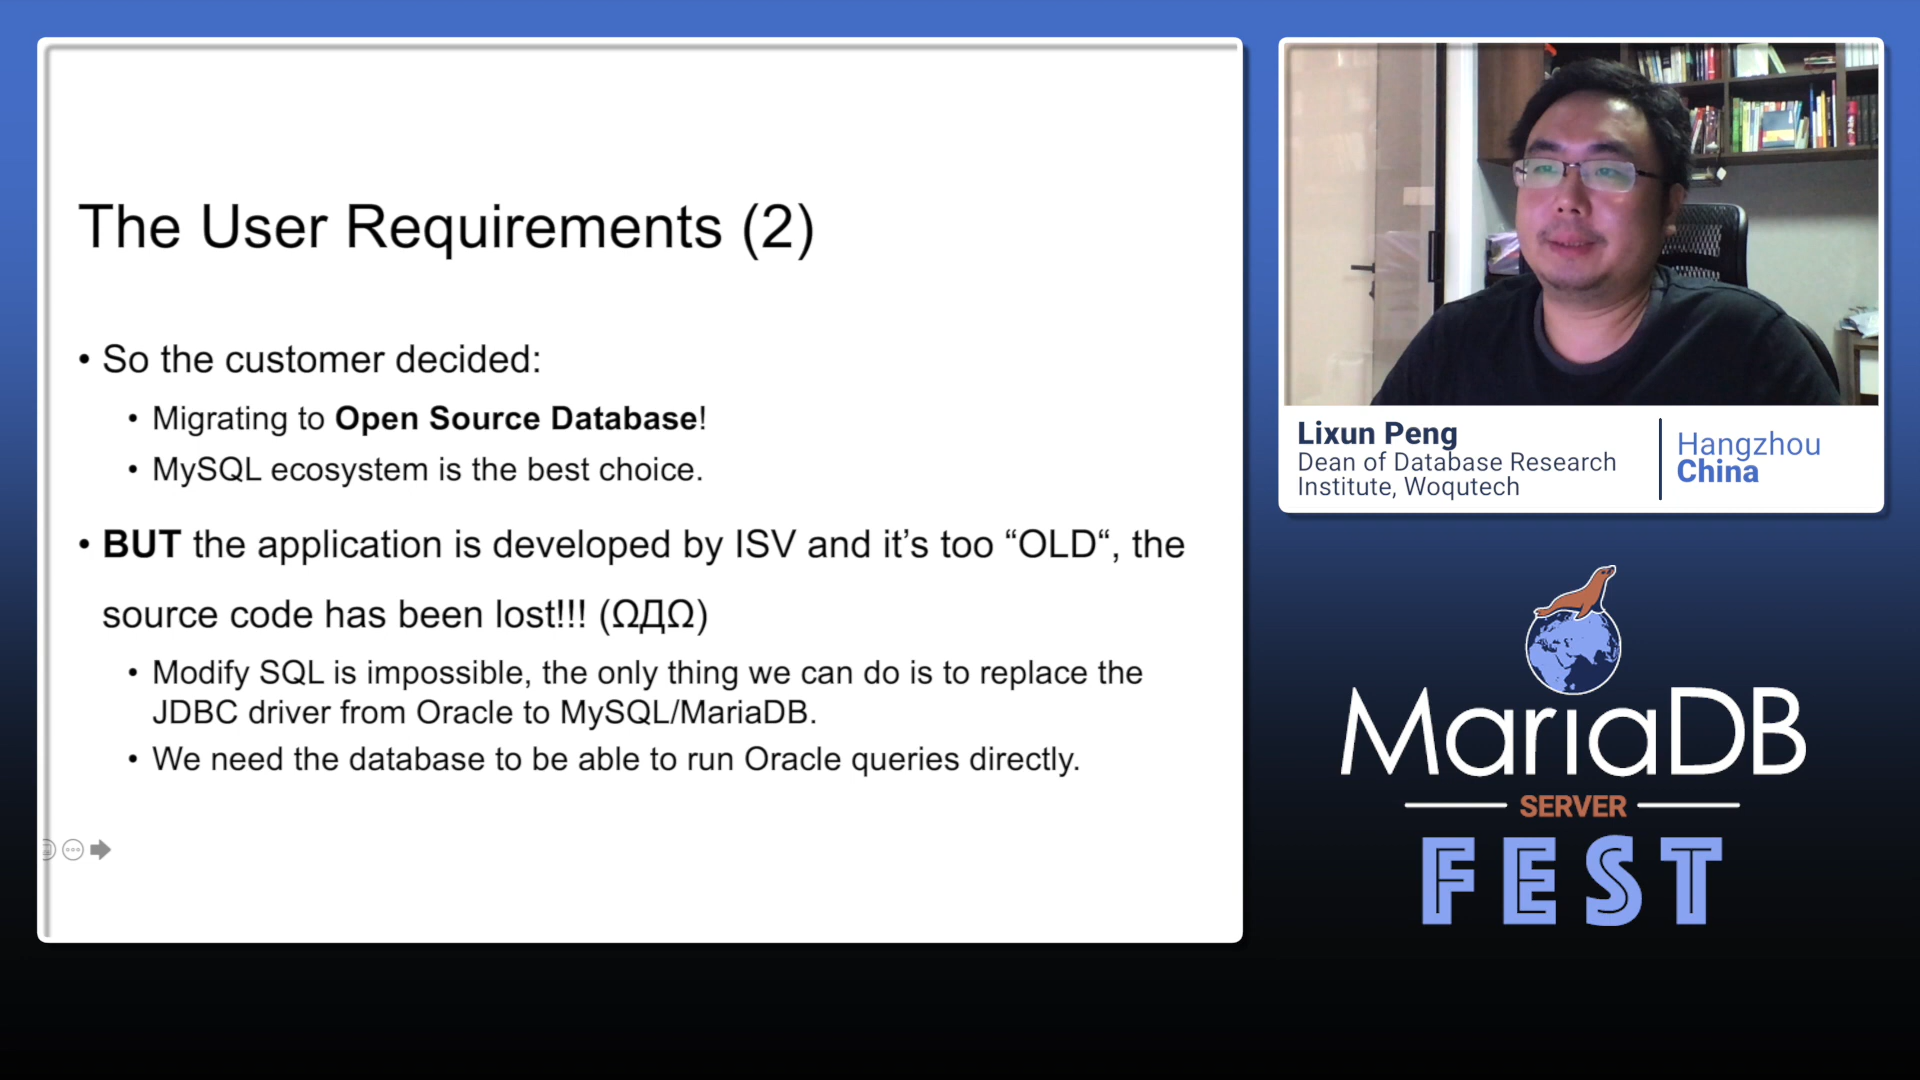 The User Requirements (2)
• So the customer decided:
• Migrating to Open Source Database!
• MySQL ecosystem is the best choice.
• BUT the application is developed by ISV and it’s too “OLD“, the
source code has been lost!!! (ΩДΩ)
• Modify SQL is impossible, the only thing we can do is to replace the
JDBC driver from Oracle to MySQL/MariaDB.
• We need the database to be able to run Oracle queries directly.
Lixun Peng
Dean of Database Research
Institute, Woqutech
Hangzhou
China
MariaDB
SERVER
FEST